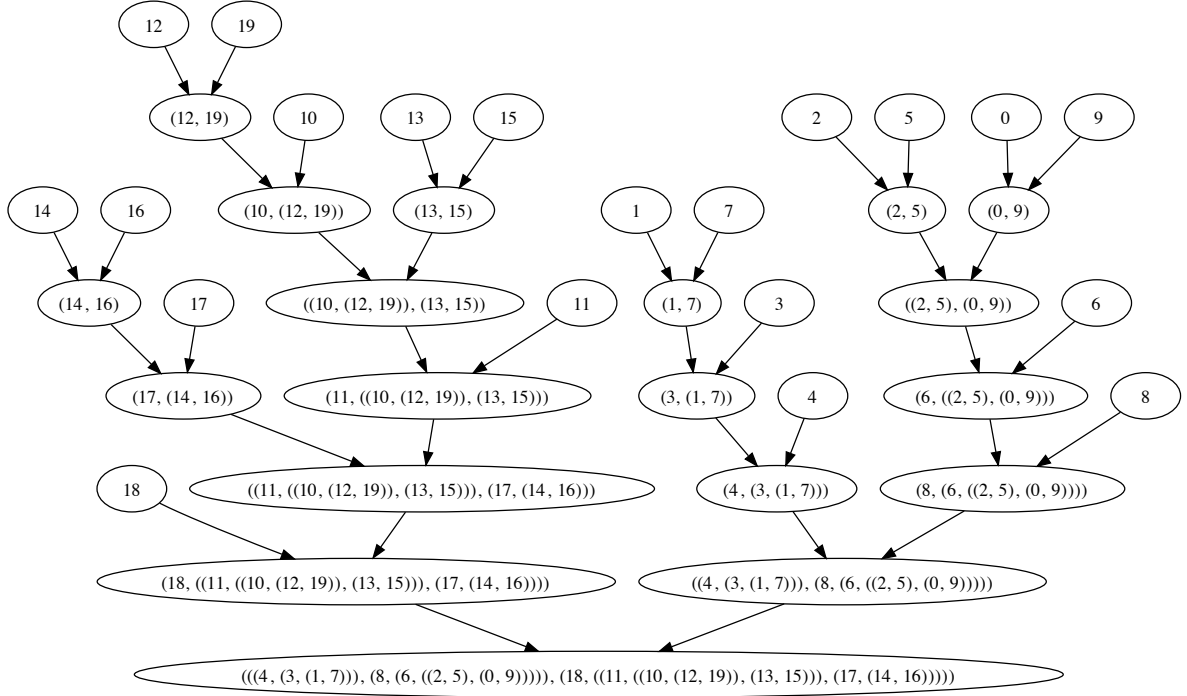 12
19
(12, 19)
10
13
15
2
5
0
9
14
16
(10, (12, 19))
(13, 15)
1
7
(2, 5)
(0, 9)
(14, 16)
17
((10, (12, 19)), (13, 15))
11
(1, 7)
3
((2, 5), (0, 9))
6
(17, (14, 16))
(11, ((10, (12, 19)), (13, 15)))
(3, (1, 7))
4
(6, ((2, 5), (0, 9)))
8
18
((11, ((10, (12, 19)), (13, 15))), (17, (14, 16)))
(4, (3, (1, 7)))
(8, (6, ((2, 5), (0, 9))))
(18, ((11, ((10, (12, 19)), (13, 15))), (17, (14, 16))))
((4, (3, (1, 7))), (8, (6, ((2, 5), (0, 9)))))
(((4, (3, (1, 7))), (8, (6, ((2, 5), (0, 9))))), (18, ((11, ((10, (12, 19)), (13, 15))), (17, (14, 16)))))